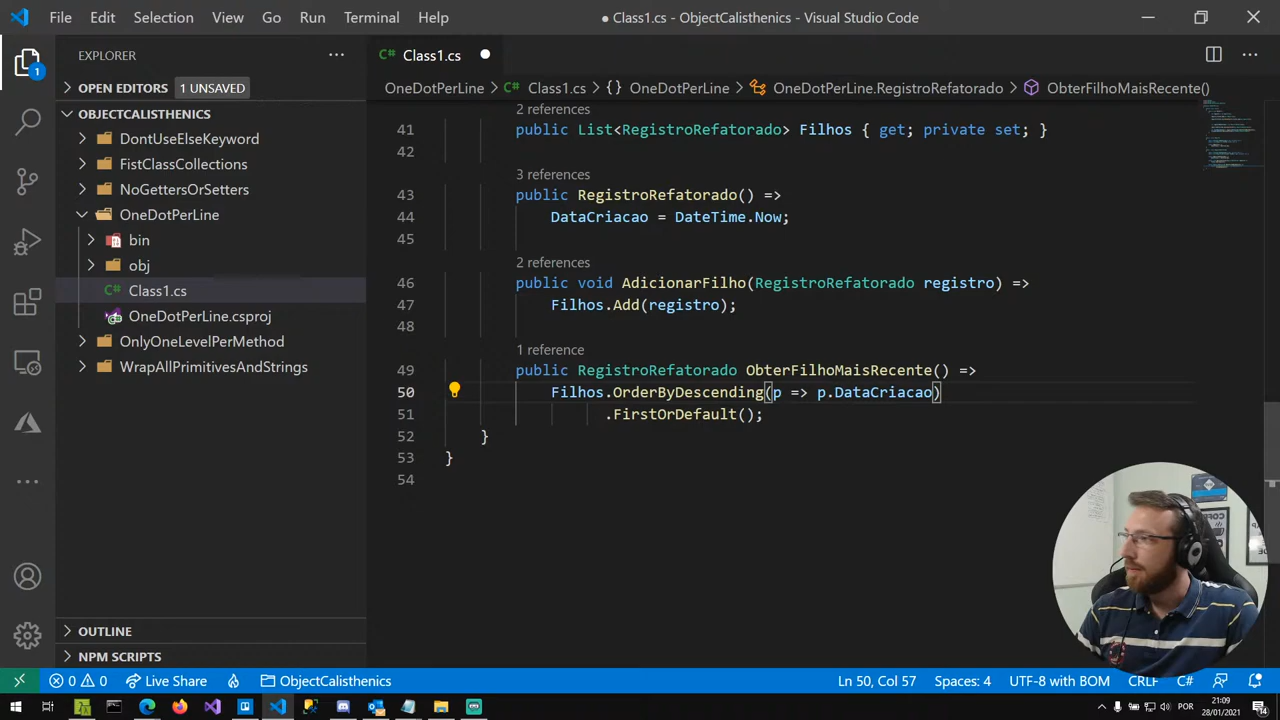 File Edit Selection View Go Run Terminal Help
● Class1.cs - ObjectCalisthenics - Visual Studio Code
EXPLORER
OPEN EDITORS 1 UNSAVED
OBJECTCALISTHENICS
DontUseElseKeyword
FistClassCollections
NoGettersOrSetters
OneDotPerLine
bin
obj
C# Class1.cs
OneDotPerLine.csproj
OnlyOneLevelPerMethod
WrapAllPrimitivesAndStrings
OUTLINE
NPM SCRIPTS
1
C# Class1.cs
OneDotPerLine > C# Class1.cs > {} OneDotPerLine > OneDotPerLine.RegistroRefatorado > ObterFilhoMaisRecente()
2 references
41 public List<RegistroRefatorado> Filhos { get; private set; }
42
3 references
43 public RegistroRefatorado() =>
44 DataCriacao = DateTime.Now;
45
2 references
46 public void AdicionarFilho(RegistroRefatorado registro) =>
47 Filhos.Add(registro);
48
1 reference
49 public RegistroRefatorado ObterFilhoMaisRecente() =>
50 Filhos.OrderByDescending(p => p.DataCriacao)
51 .FirstOrDefault();
52 }
53 }
54
0 0 Live Share ObjectCalisthenics Ln 50, Col 57 Spaces: 4 UTF-8 with BOM CRLF C#
POR 21:09
28/01/2021 14